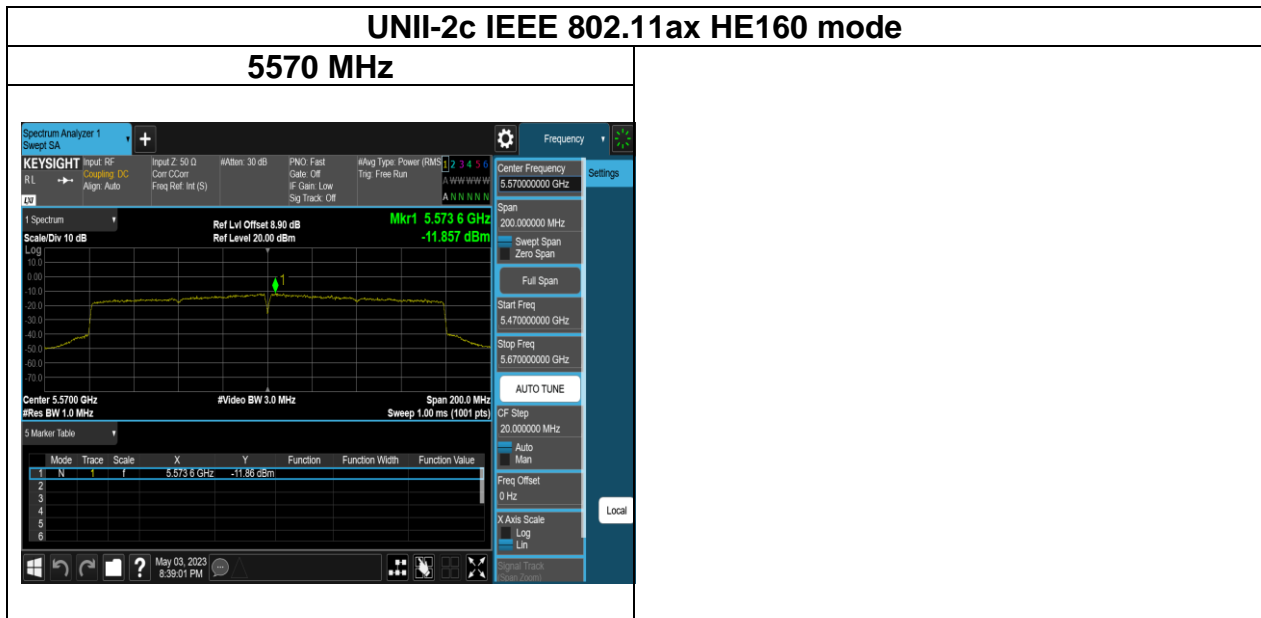 UNII-2c IEEE 802.11ax HE160 mode
5570 MHz
Spectrum Analyzer 1
Swept SA
Frequency
KEYSIGHT
RL
Input: RF
Coupling: DC
Align: Auto
Input Z: 50 Ω
Corr CCorr
Freq Ref: Int (S)
#Atten: 30 dB
PNO: Fast
Gate: Off
IF Gain: Low
Sig Track: Off
#Avg Type: Power (RMS
Trig: Free Run
1 2 3 4 5 6
A W W W W W
A N N N N N
1 Spectrum
Scale/Div 10 dB
Ref Lvl Offset 8.90 dB
Ref Level 20.00 dBm
Mkr1 5.573 6 GHz
-11.857 dBm
Log
10.0
0.00
-10.0
-20.0
-30.0
-40.0
-50.0
-60.0
-70.0
1
Center 5.5700 GHz
#Res BW 1.0 MHz
#Video BW 3.0 MHz
Span 200.0 MHz
Sweep 1.00 ms (1001 pts)
5 Marker Table
Mode Trace Scale X Y Function Function Width Function Value
1 N 1 f 5.573 6 GHz -11.86 dBm
2
3
4
5
6
May 03, 2023
8:39:01 PM
Center Frequency
5.570000000 GHz
Span
200.000000 MHz
Swept Span
Zero Span
Full Span
Start Freq
5.470000000 GHz
Stop Freq
5.670000000 GHz
AUTO TUNE
CF Step
20.000000 MHz
Auto
Man
Freq Offset
0 Hz
X Axis Scale
Log
Lin
Signal Track
(Span Zoom)
Settings
Local